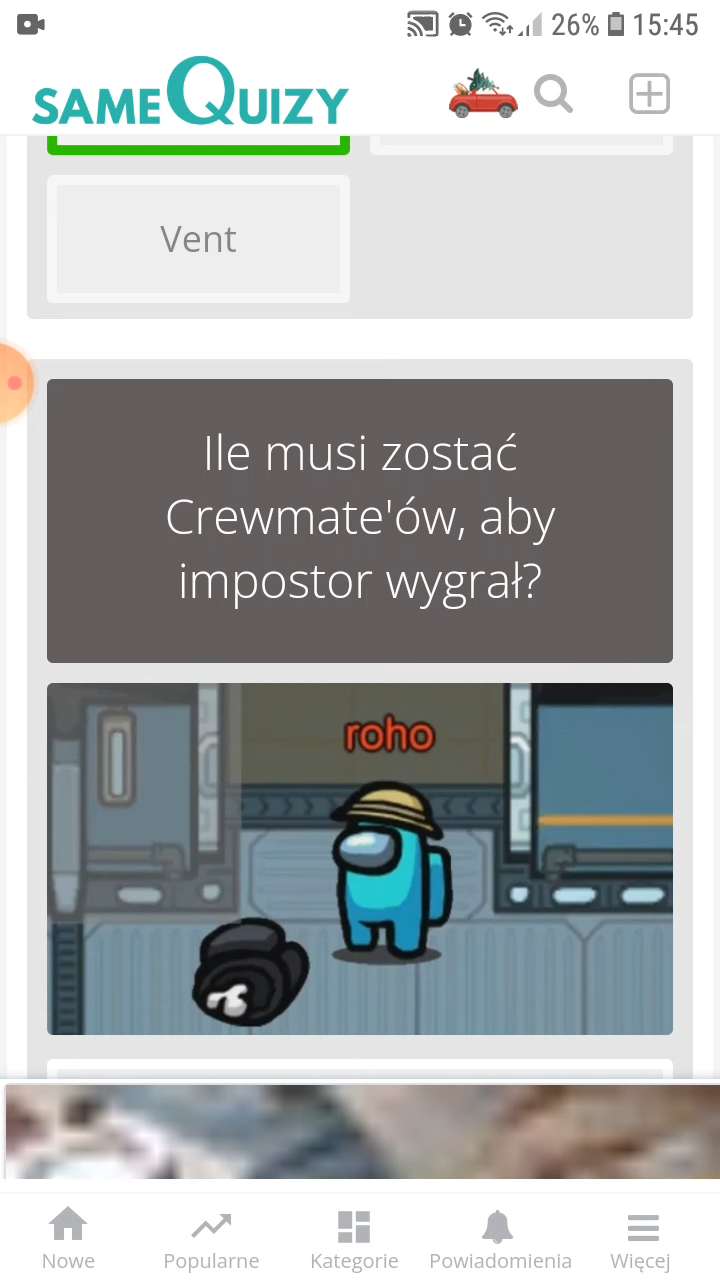 26% 15:45
SAMEQUIZY
Vent
Ile musi zostać
Crewmate'ów, aby
impostor wygrał?
roho
Nowe Popularne Kategorie Powiadomienia Więcej